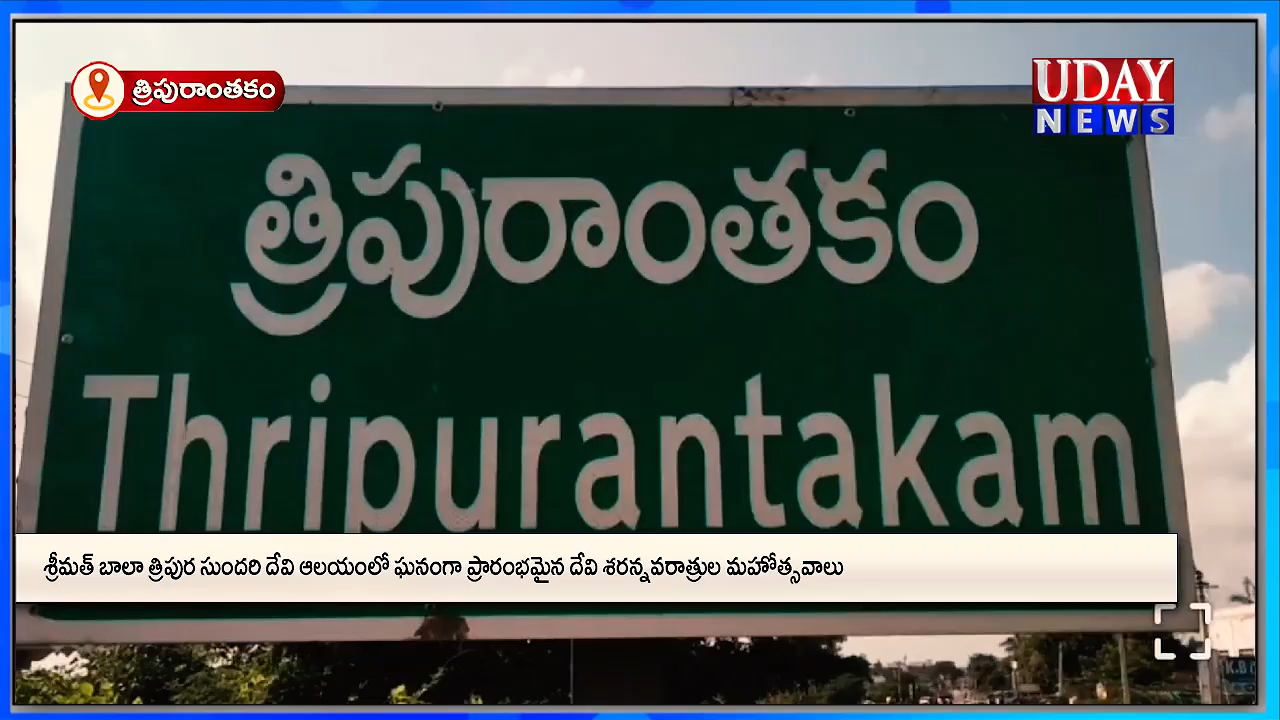 త్రిపురాంతకం
UDAY
NEWS
త్రిపురాంతకం
Thripurantakam
శ్రీమత్ బాలా త్రిపుర సుందరి దేవి ఆలయంలో ఘనంగా ప్రారంభమైన దేవి శరన్నవరాత్రుల మహోత్సవాలు